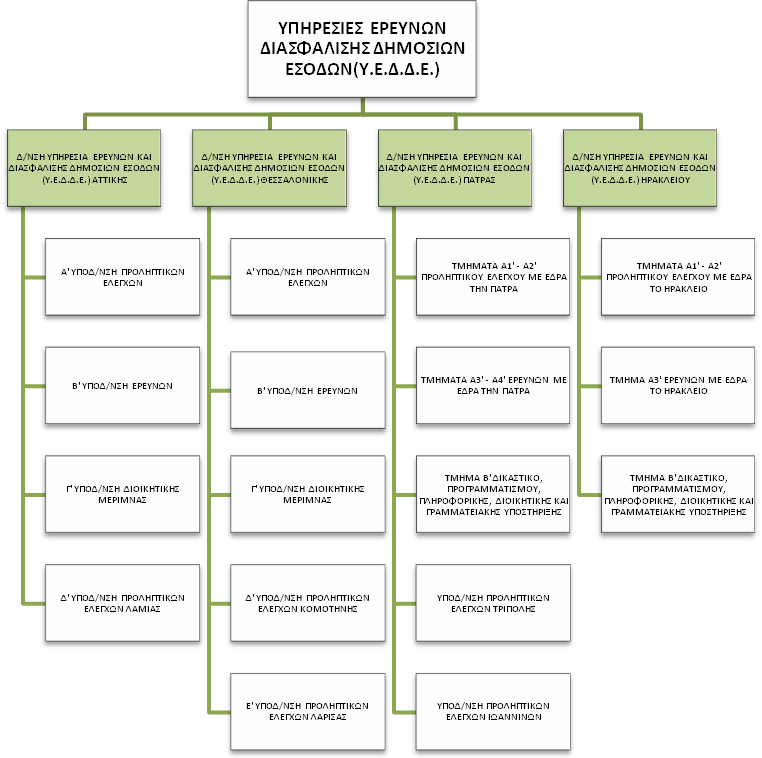 ΥΠΗΡΕΣΙΕΣ ΕΡΕΥΝΩΝ
ΔΙΑΣΦΑΛΙΣΗΣ ΔΗΜΟΣΙΩΝ
ΕΣΟΔΩΝ(Υ.Ε.Δ.Δ.Ε.)
Δ/ΝΣΗ ΥΠΗΡΕΣΙΑ ΕΡΕΥΝΩΝ ΚΑΙ
ΔΙΑΣΦΑΛΙΣΗΣ ΔΗΜΟΣΙΩΝ ΕΣΟΔΩΝ
(Υ.Ε.Δ.Δ.Ε.) ΑΤΤΙΚΗΣ
Α' ΥΠΟΔ/ΝΣΗ ΠΡΟΛΗΠΤΙΚΩΝ
ΕΛΕΓΧΩΝ
Β' ΥΠΟΔ/ΝΣΗ ΕΡΕΥΝΩΝ
Γ' ΥΠΟΔ/ΝΣΗ ΔΙΟΙΚΗΤΙΚΗΣ
ΜΕΡΙΜΝΑΣ
Δ' ΥΠΟΔ/ΝΣΗ ΠΡΟΛΗΠΤΙΚΩΝ
ΕΛΕΓΧΩΝ ΛΑΜΙΑΣ
Δ/ΝΣΗ ΥΠΗΡΕΣΙΑ ΕΡΕΥΝΩΝ ΚΑΙ
ΔΙΑΣΦΑΛΙΣΗΣ ΔΗΜΟΣΙΩΝ ΕΣΟΔΩΝ
(Υ.Ε.Δ.Δ.Ε.) ΘΕΣΣΑΛΟΝΙΚΗΣ
Α' ΥΠΟΔ/ΝΣΗ ΠΡΟΛΗΠΤΙΚΩΝ
ΕΛΕΓΧΩΝ
Β' ΥΠΟΔ/ΝΣΗ ΕΡΕΥΝΩΝ
Γ' ΥΠΟΔ/ΝΣΗ ΔΙΟΙΚΗΤΙΚΗΣ
ΜΕΡΙΜΝΑΣ
Δ' ΥΠΟΔ/ΝΣΗ ΠΡΟΛΗΠΤΙΚΩΝ
ΕΛΕΓΧΩΝ ΚΟΜΟΤΗΝΗΣ
Ε' ΥΠΟΔ/ΝΣΗ ΠΡΟΛΗΠΤΙΚΩΝ
ΕΛΕΓΧΩΝ ΛΑΡΙΣΑΣ
Δ/ΝΣΗ ΥΠΗΡΕΣΙΑ ΕΡΕΥΝΩΝ ΚΑΙ
ΔΙΑΣΦΑΛΙΣΗΣ ΔΗΜΟΣΙΩΝ ΕΣΟΔΩΝ
(Υ.Ε.Δ.Δ.Ε.) ΠΑΤΡΑΣ
ΤΜΗΜΑΤΑ Α1' - Α2'
ΠΡΟΛΗΠΤΙΚΟΥ ΕΛΕΓΧΟΥ ΜΕ ΕΔΡΑ
ΤΗΝ ΠΑΤΡΑ
ΤΜΗΜΑΤΑ Α3' - Α4' ΕΡΕΥΝΩΝ ΜΕ
ΕΔΡΑ ΤΗΝ ΠΑΤΡΑ
ΤΜΗΜΑ Β' ΔΙΚΑΣΤΙΚΟ,
ΠΡΟΓΡΑΜΜΑΤΙΣΜΟΥ,
ΠΛΗΡΟΦΟΡΙΚΗΣ, ΔΙΟΙΚΗΤΙΚΗΣ ΚΑΙ
ΓΡΑΜΜΑΤΕΙΑΚΗΣ ΥΠΟΣΤΗΡΙΞΗΣ
ΥΠΟΔ/ΝΣΗ ΠΡΟΛΗΠΤΙΚΩΝ
ΕΛΕΓΧΩΝ ΤΡΙΠΟΛΗΣ
ΥΠΟΔ/ΝΣΗ ΠΡΟΛΗΠΤΙΚΩΝ
ΕΛΕΓΧΩΝ ΙΩΑΝΝΙΝΩΝ
Δ/ΝΣΗ ΥΠΗΡΕΣΙΑ ΕΡΕΥΝΩΝ ΚΑΙ
ΔΙΑΣΦΑΛΙΣΗΣ ΔΗΜΟΣΙΩΝ ΕΣΟΔΩΝ
(Υ.Ε.Δ.Δ.Ε.) ΗΡΑΚΛΕΙΟΥ
ΤΜΗΜΑΤΑ Α1' - Α2'
ΠΡΟΛΗΠΤΙΚΟΥ ΕΛΕΓΧΟΥ ΜΕ ΕΔΡΑ
ΤΟ ΗΡΑΚΛΕΙΟ
ΤΜΗΜΑ Α3' ΕΡΕΥΝΩΝ ΜΕ ΕΔΡΑ
ΤΟ ΗΡΑΚΛΕΙΟ
ΤΜΗΜΑ Β' ΔΙΚΑΣΤΙΚΟ,
ΠΡΟΓΡΑΜΜΑΤΙΣΜΟΥ,
ΠΛΗΡΟΦΟΡΙΚΗΣ, ΔΙΟΙΚΗΤΙΚΗΣ ΚΑΙ
ΓΡΑΜΜΑΤΕΙΑΚΗΣ ΥΠΟΣΤΗΡΙΞΗΣ